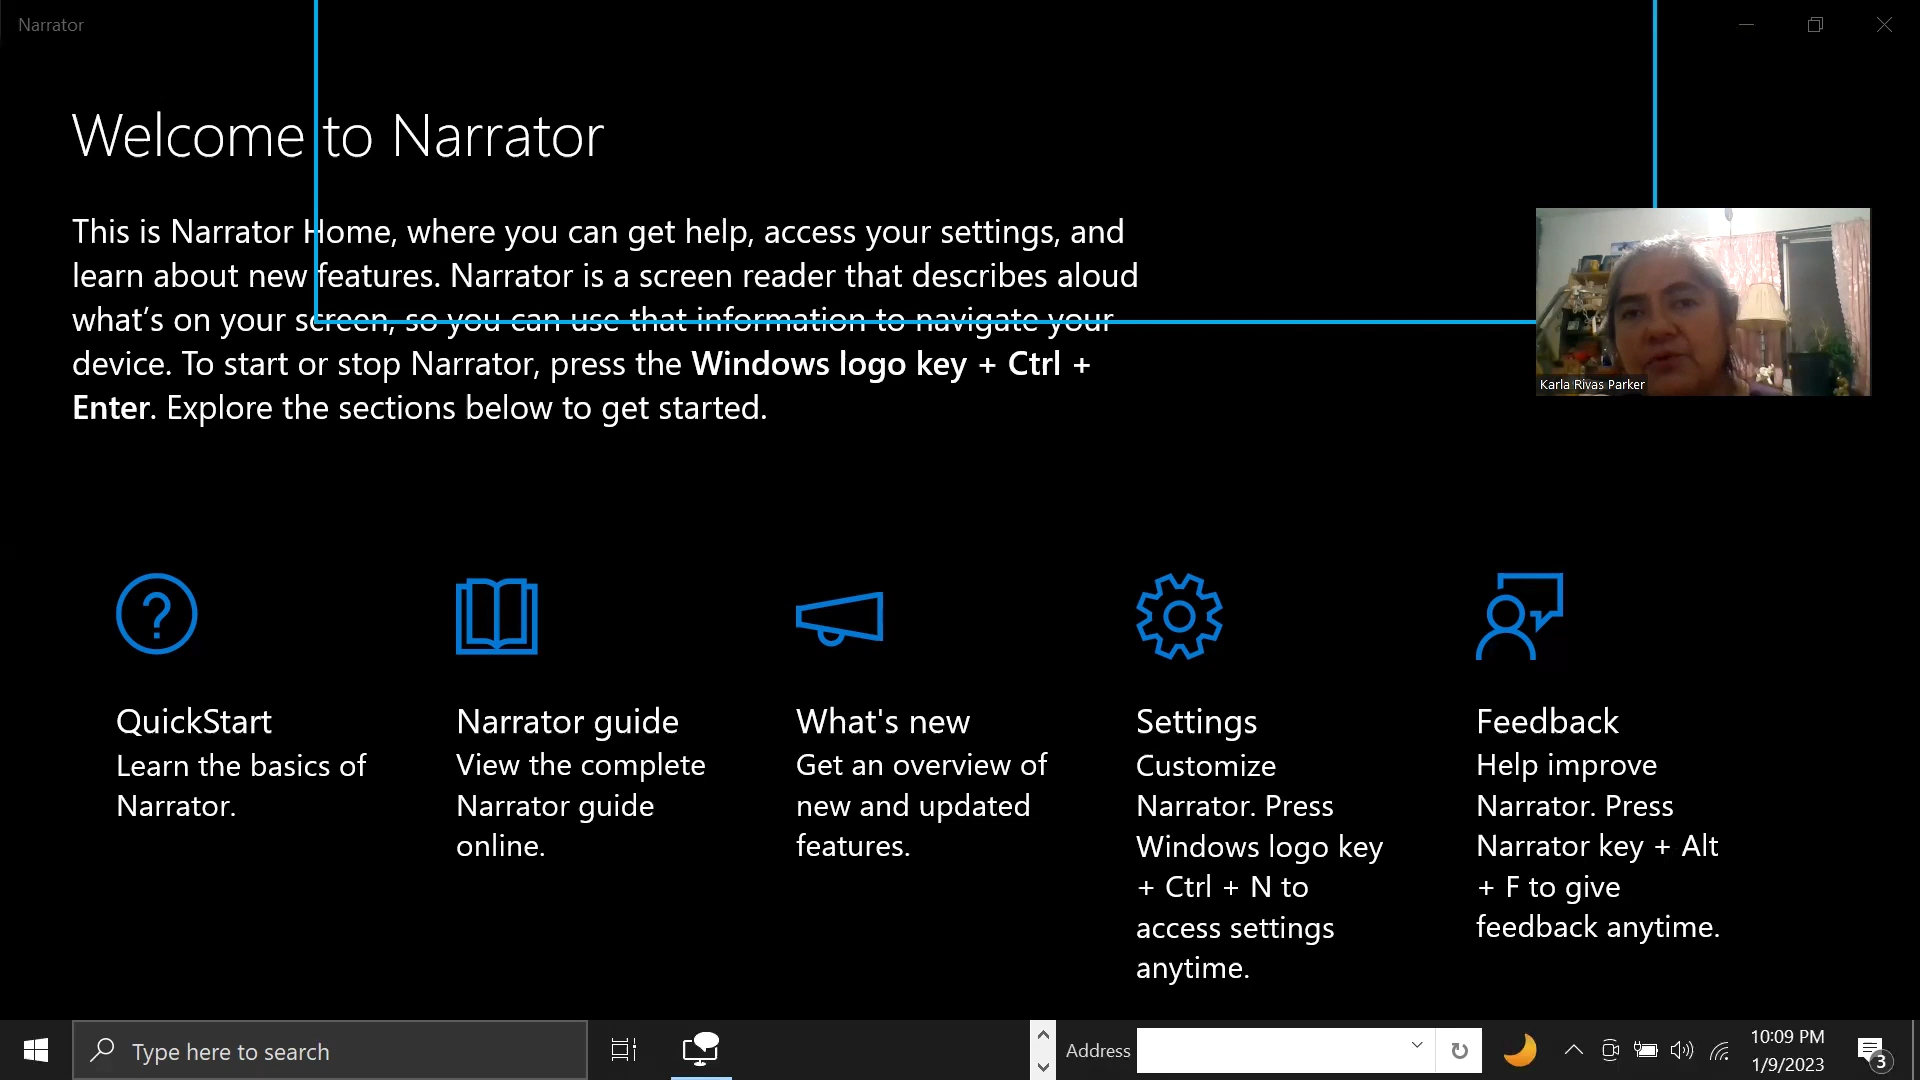 Narrator
Welcome to Narrator
This is Narrator Home, where you can get help, access your settings, and
learn about new features. Narrator is a screen reader that describes aloud
what’s on your screen, so you can use that information to navigate your
device. To start or stop Narrator, press the Windows logo key + Ctrl +
Enter. Explore the sections below to get started.
Karla Rivas Parker
QuickStart
Learn the basics of
Narrator.
Narrator guide
View the complete
Narrator guide
online.
What's new
Get an overview of
new and updated
features.
Settings
Customize
Narrator. Press
Windows logo key
+ Ctrl + N to
access settings
anytime.
Feedback
Help improve
Narrator. Press
Narrator key + Alt
+ F to give
feedback anytime.
Type here to search
Address
10:09 PM
1/9/2023
3